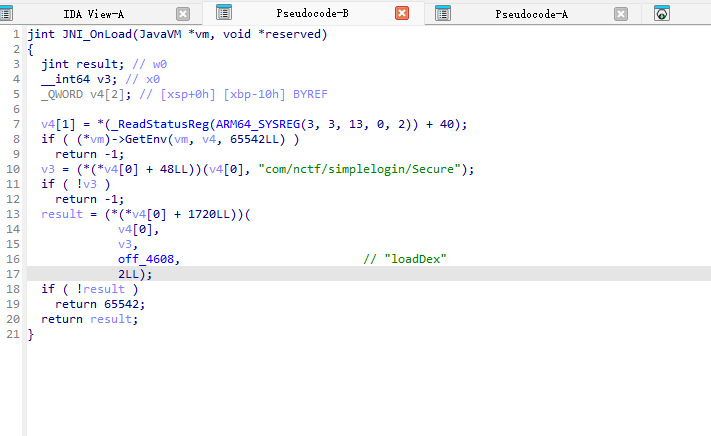 IDA View-A
Pseudocode-B
Pseudocode-A
1 jint JNI_OnLoad(JavaVM *vm, void *reserved)
2 {
3 jint result; // w0
4 __int64 v3; // x0
5 _QWORD v4[2]; // [xsp+0h] [xbp-10h] BYREF
6
7 v4[1] = *(_ReadStatusReg(ARM64_SYSREG(3, 3, 13, 0, 2)) + 40);
8 if ( (*vm)->GetEnv(vm, v4, 65542LL) )
9 return -1;
10 v3 = (*(*v4[0] + 48LL))(v4[0], "com/nctf/simplelogin/Secure");
11 if ( !v3 )
12 return -1;
13 result = (*(*v4[0] + 1720LL))(
14 v4[0],
15 v3,
16 off_4608, // "loadDex"
17 2LL);
18 if ( !result )
19 return 65542;
20 return result;
21 }